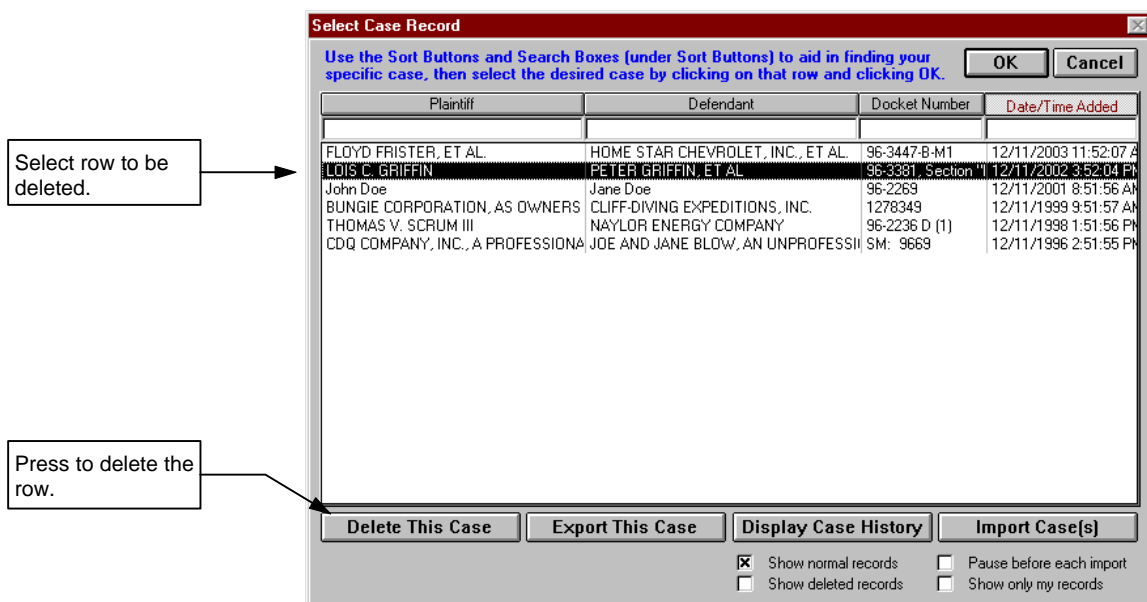 Select Case Record
Use the Sort Buttons and Search Boxes (under Sort Buttons) to aid in finding your
specific case, then select the desired case by clicking on that row and clicking OK.
OK Cancel
Plaintiff Defendant Docket Number Date/Time Added
Select row to be
deleted.
FLOYD FRISTER, ET AL. HOME STAR CHEVROLET, INC., ET AL. 96-3447-B-M1 12/11/2003 11:52:07 A
LOIS C. GRIFFIN PETER GRIFFIN, ET AL 96-3381, Section "I 12/11/2002 3:52:04 PM
John Doe Jane Doe 96-2269 12/11/2001 8:51:56 AM
BUNGIE CORPORATION, AS OWNERS CLIFF-DIVING EXPEDITIONS, INC. 1278349 12/11/1999 9:51:57 AM
THOMAS V. SCRUM III NAYLOR ENERGY COMPANY 96-2236 D (1) 12/11/1998 1:51:56 PM
CDQ COMPANY, INC., A PROFESSIONA JOE AND JANE BLOW, AN UNPROFESSI SM: 9669 12/11/1996 2:51:55 PM
Press to delete the
row.
Delete This Case Export This Case Display Case History Import Case(s)
Show normal records Pause before each import
Show deleted records Show only my records